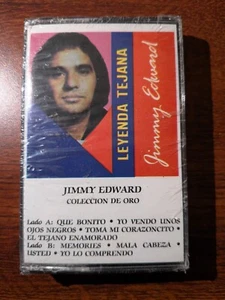 LEYENDA TEJANA
Jimmy Edward
JIMMY EDWARD
COLECCION DE ORO
Lado A: QUE BONITO • YO VENDO UNOS
OJOS NEGROS • TOMA MI CORAZONCITO •
EL TEJANO ENAMORADO
Lado B: MEMORIES • MALA CABEZA •
USTED • YO LO COMPRENDO